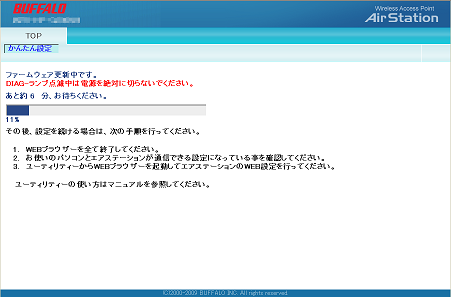 BUFFALO
Wireless Access Point
AirStation
TOP
かんたん設定
ファームウェア更新中です。
DIAG-ランプ点滅中は電源を絶対に切らないでください。
あと約 6 分、お待ちください。
11%
その後、設定を続ける場合は、次の手順を行ってください。
1. WEBブラウザーを全て終了してください。
2. お使いのパソコンとエアステーションが通信できる設定になっている事を確認してください。
3. ユーティリティーからWEBブラウザーを起動してエアステーションのWEB設定を行ってください。
ユーティリティーの使い方はマニュアルを参照してください。
(C)2000-2009 BUFFALO INC. All rights reserved.